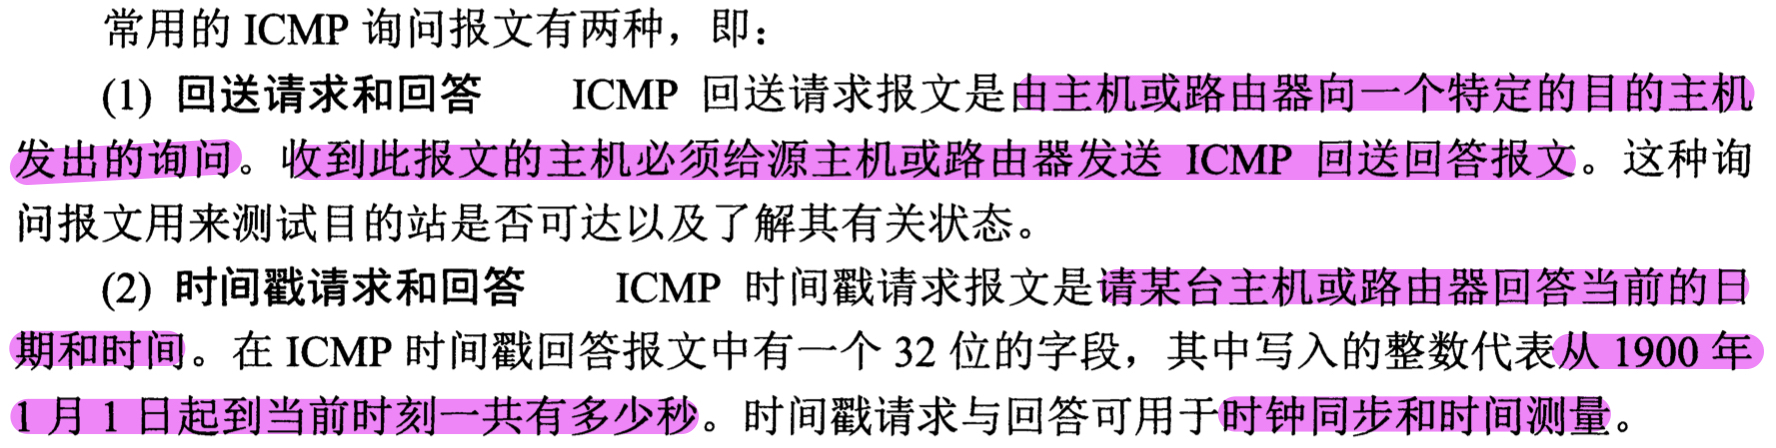 常用的 ICMP 询问报文有两种，即：
(1) 回送请求和回答 ICMP 回送请求报文是由主机或路由器向一个特定的目的主机
发出的询问。收到此报文的主机必须给源主机或路由器发送 ICMP 回送回答报文。这种询
问报文用来测试目的站是否可达以及了解其有关状态。
(2) 时间戳请求和回答 ICMP 时间戳请求报文是请某台主机或路由器回答当前的日
期和时间。在 ICMP 时间戳回答报文中有一个 32 位的字段，其中写入的整数代表从 1900 年
1 月 1 日起到当前时刻一共有多少秒。时间戳请求与回答可用于时钟同步和时间测量。